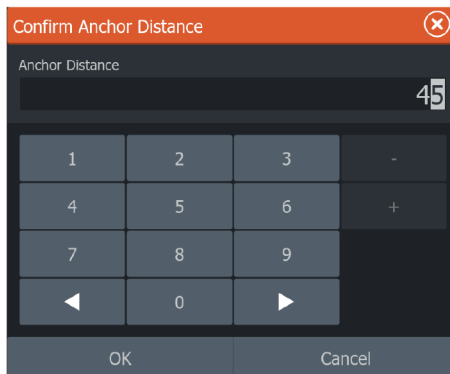 Confirm Anchor Distance
Anchor Distance
45
1 2 3 -
4 5 6 +
7 8 9
0
OK Cancel